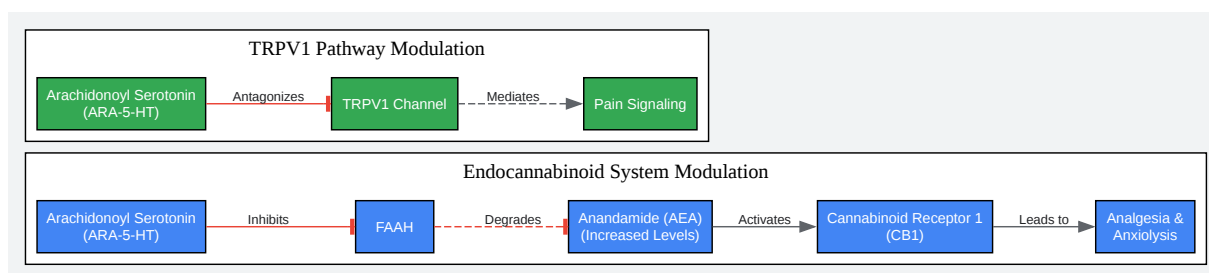 TRPV1 Pathway Modulation
Arachidonoyl Serotonin
(ARA-5-HT)
Antagonizes
TRPV1 Channel
Mediates
Pain Signaling
Endocannabinoid System Modulation
Arachidonoyl Serotonin
(ARA-5-HT)
Inhibits
FAAH
Degrades
Anandamide (AEA)
(Increased Levels)
Activates
Cannabinoid Receptor 1
(CB1)
Leads to
Analgesia &
Anxiolysis